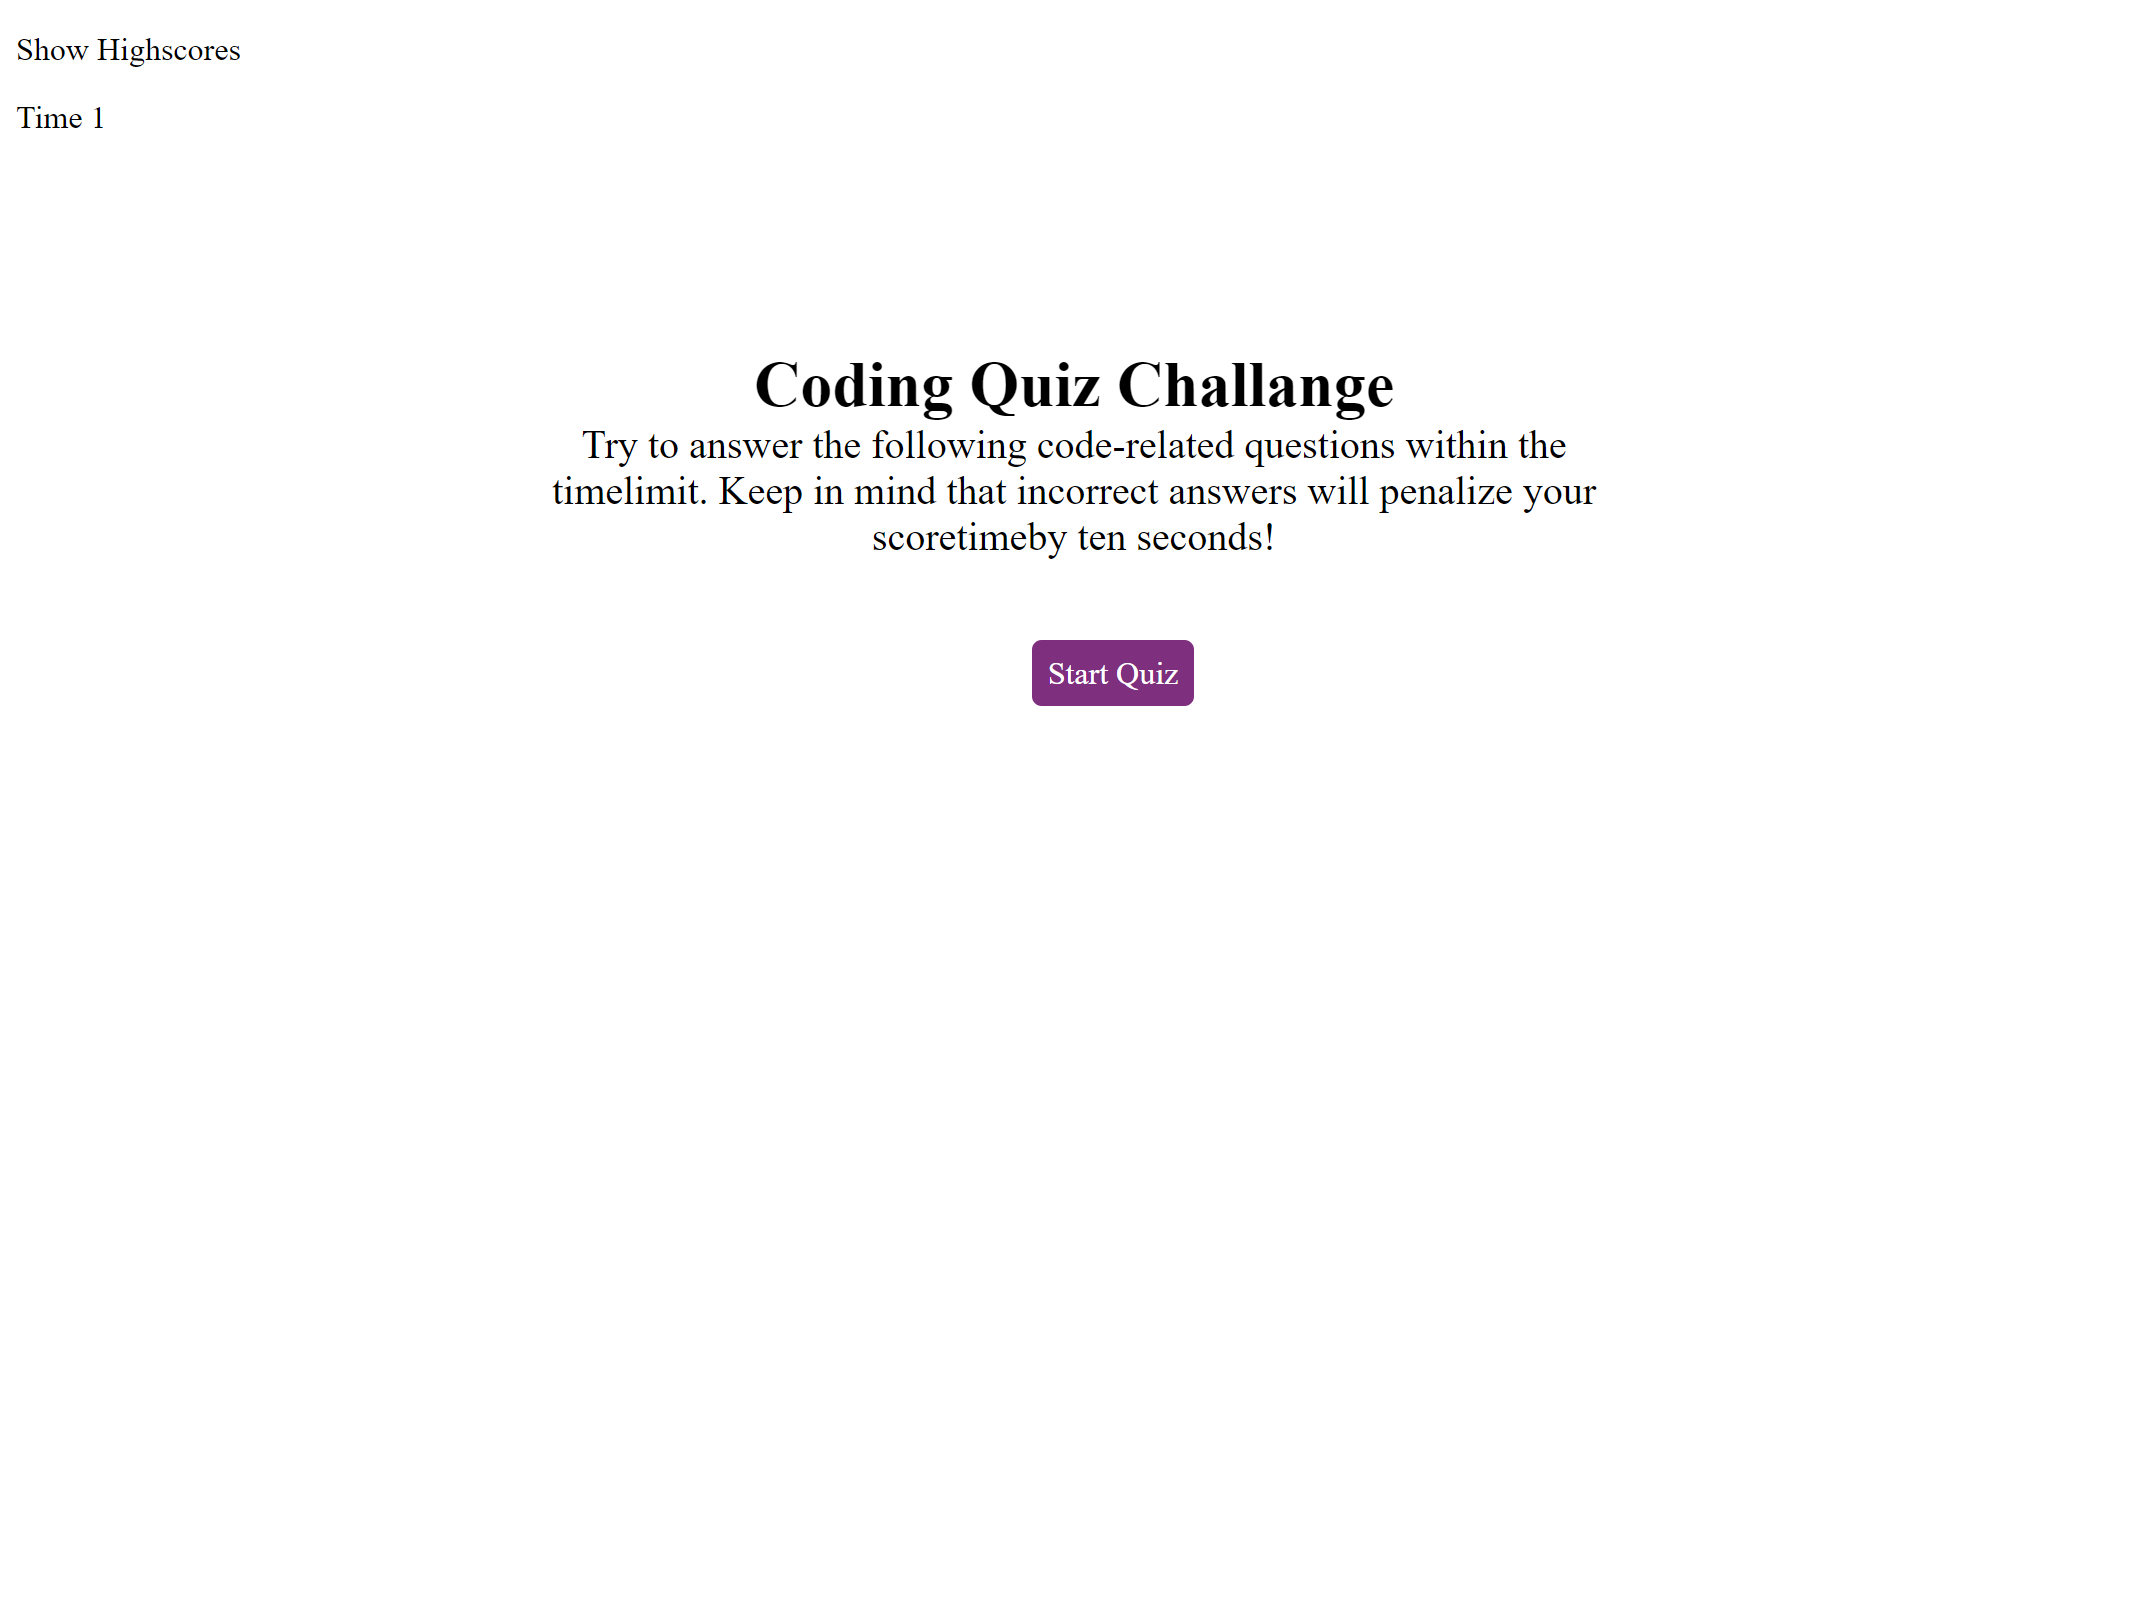 Show Highscores
Time 1
Coding Quiz Challange
Try to answer the following code-related questions within the
timelimit. Keep in mind that incorrect answers will penalize your
scoretimeby ten seconds!
Start Quiz